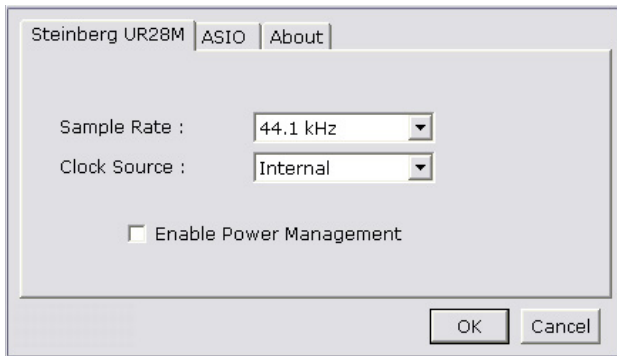 Steinberg UR28M ASIO About
Sample Rate : 44.1 kHz
Clock Source : Internal
Enable Power Management
OK Cancel